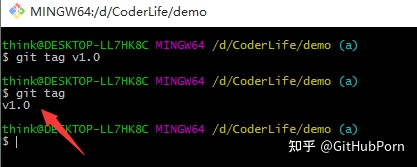 MINGW64:/d/CoderLife/demo
think@DESKTOP-LL7HK8C MINGW64 /d/CoderLife/demo (a)
$ git tag v1.0
think@DESKTOP-LL7HK8C MINGW64 /d/CoderLife/demo (a)
$ git tag
v1.0
think@DESKTOP-LL7HK8C MINGW64 /d/CoderLife/demo (a)
$
知乎 @GitHubPorn